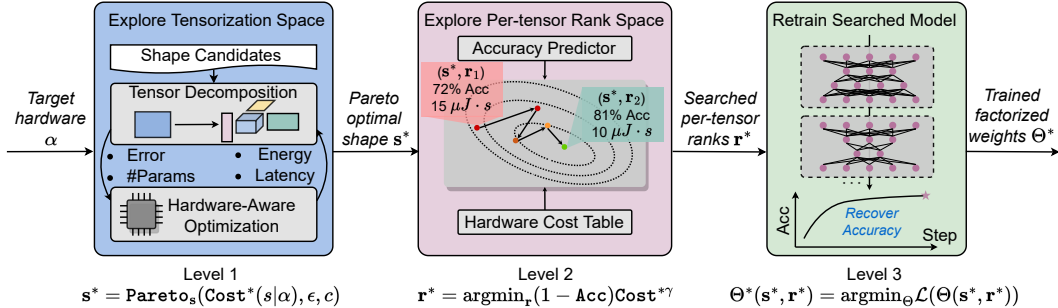 Explore Tensorization Space
Shape Candidates
Tensor Decomposition
• Error
• #Params
• Energy
• Latency
Hardware-Aware
Optimization
Target
hardware
α
Pareto
optimal
shape s*
Explore Per-tensor Rank Space
Accuracy Predictor
(s*, r₁)
72% Acc
15 μJ · s
(s*, r₂)
81% Acc
10 μJ · s
Hardware Cost Table
Searched
per-tensor
ranks r*
Retrain Searched Model
...
Acc
Recover
Accuracy
Step
Trained
factorized
weights Θ*
Level 1
s* = Pareto_s(Cost*(s|α), ϵ, c)
Level 2
r* = argmin_r(1 − Acc)Cost*^γ
Level 3
Θ*(s*, r*) = argmin_Θ ℒ(Θ(s*, r*))